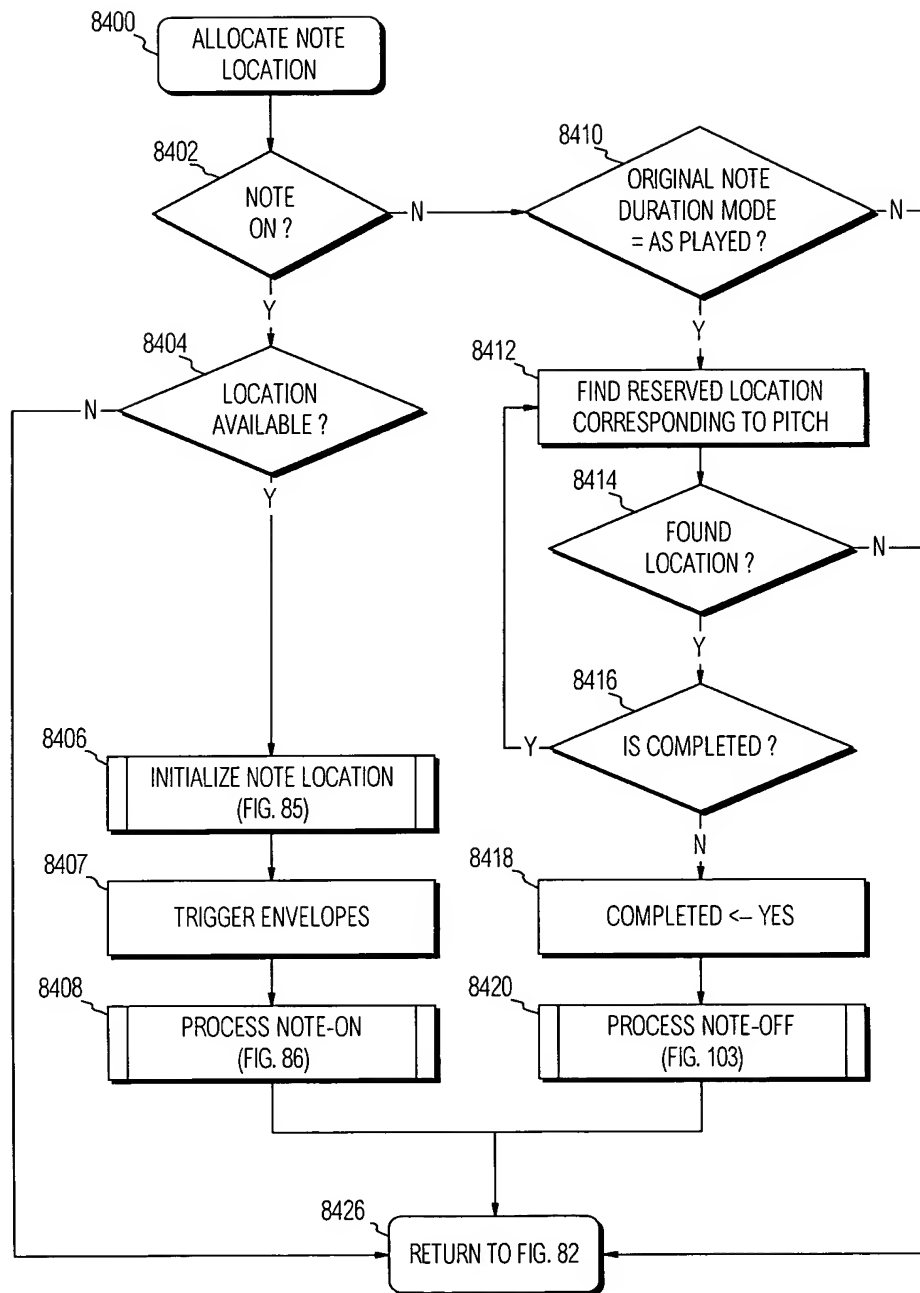 8400
ALLOCATE NOTE
LOCATION
8402
NOTE
ON ?
N
Y
8410
ORIGINAL NOTE
DURATION MODE
= AS PLAYED ?
N
Y
8404
LOCATION
AVAILABLE ?
N
Y
8412
FIND RESERVED LOCATION
CORRESPONDING TO PITCH
8414
FOUND
LOCATION ?
N
Y
8416
IS COMPLETED ?
Y
N
8406
INITIALIZE NOTE LOCATION
(FIG. 85)
8407
TRIGGER ENVELOPES
8408
PROCESS NOTE-ON
(FIG. 86)
8418
COMPLETED <– YES
8420
PROCESS NOTE-OFF
(FIG. 103)
8426
RETURN TO FIG. 82